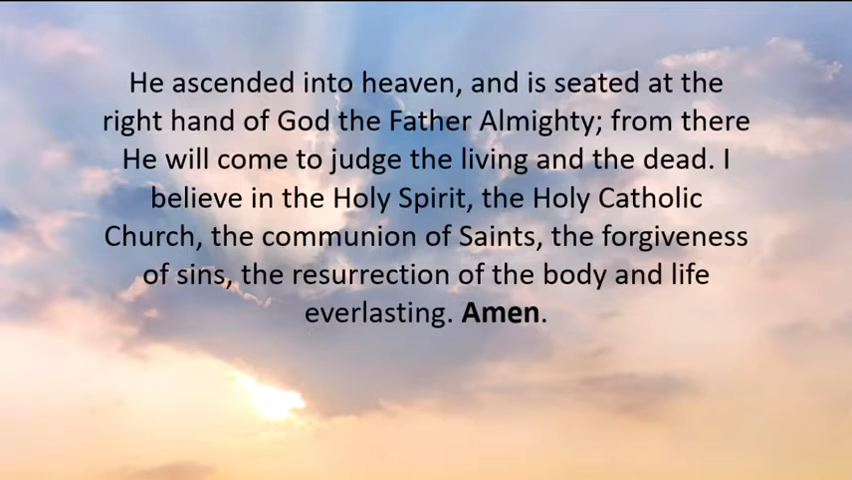 He ascended into heaven, and is seated at the
right hand of God the Father Almighty; from there
He will come to judge the living and the dead. I
believe in the Holy Spirit, the Holy Catholic
Church, the communion of Saints, the forgiveness
of sins, the resurrection of the body and life
everlasting. Amen.